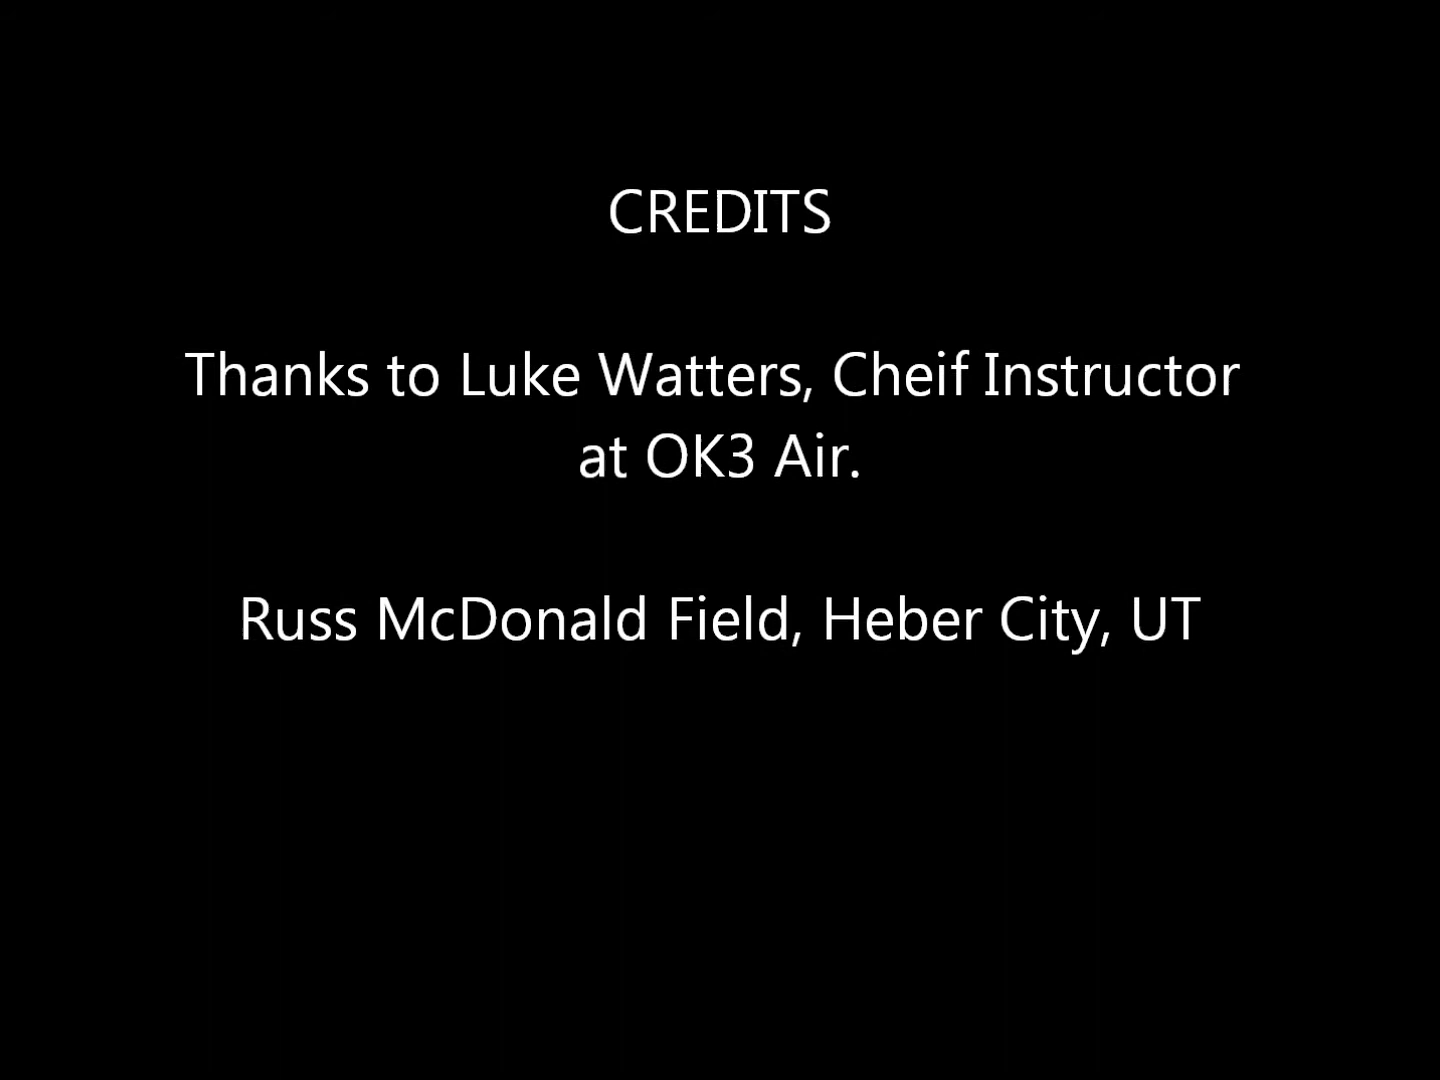 CREDITS
Thanks to Luke Watters, Cheif Instructor
at OK3 Air.
Russ McDonald Field, Heber City, UT